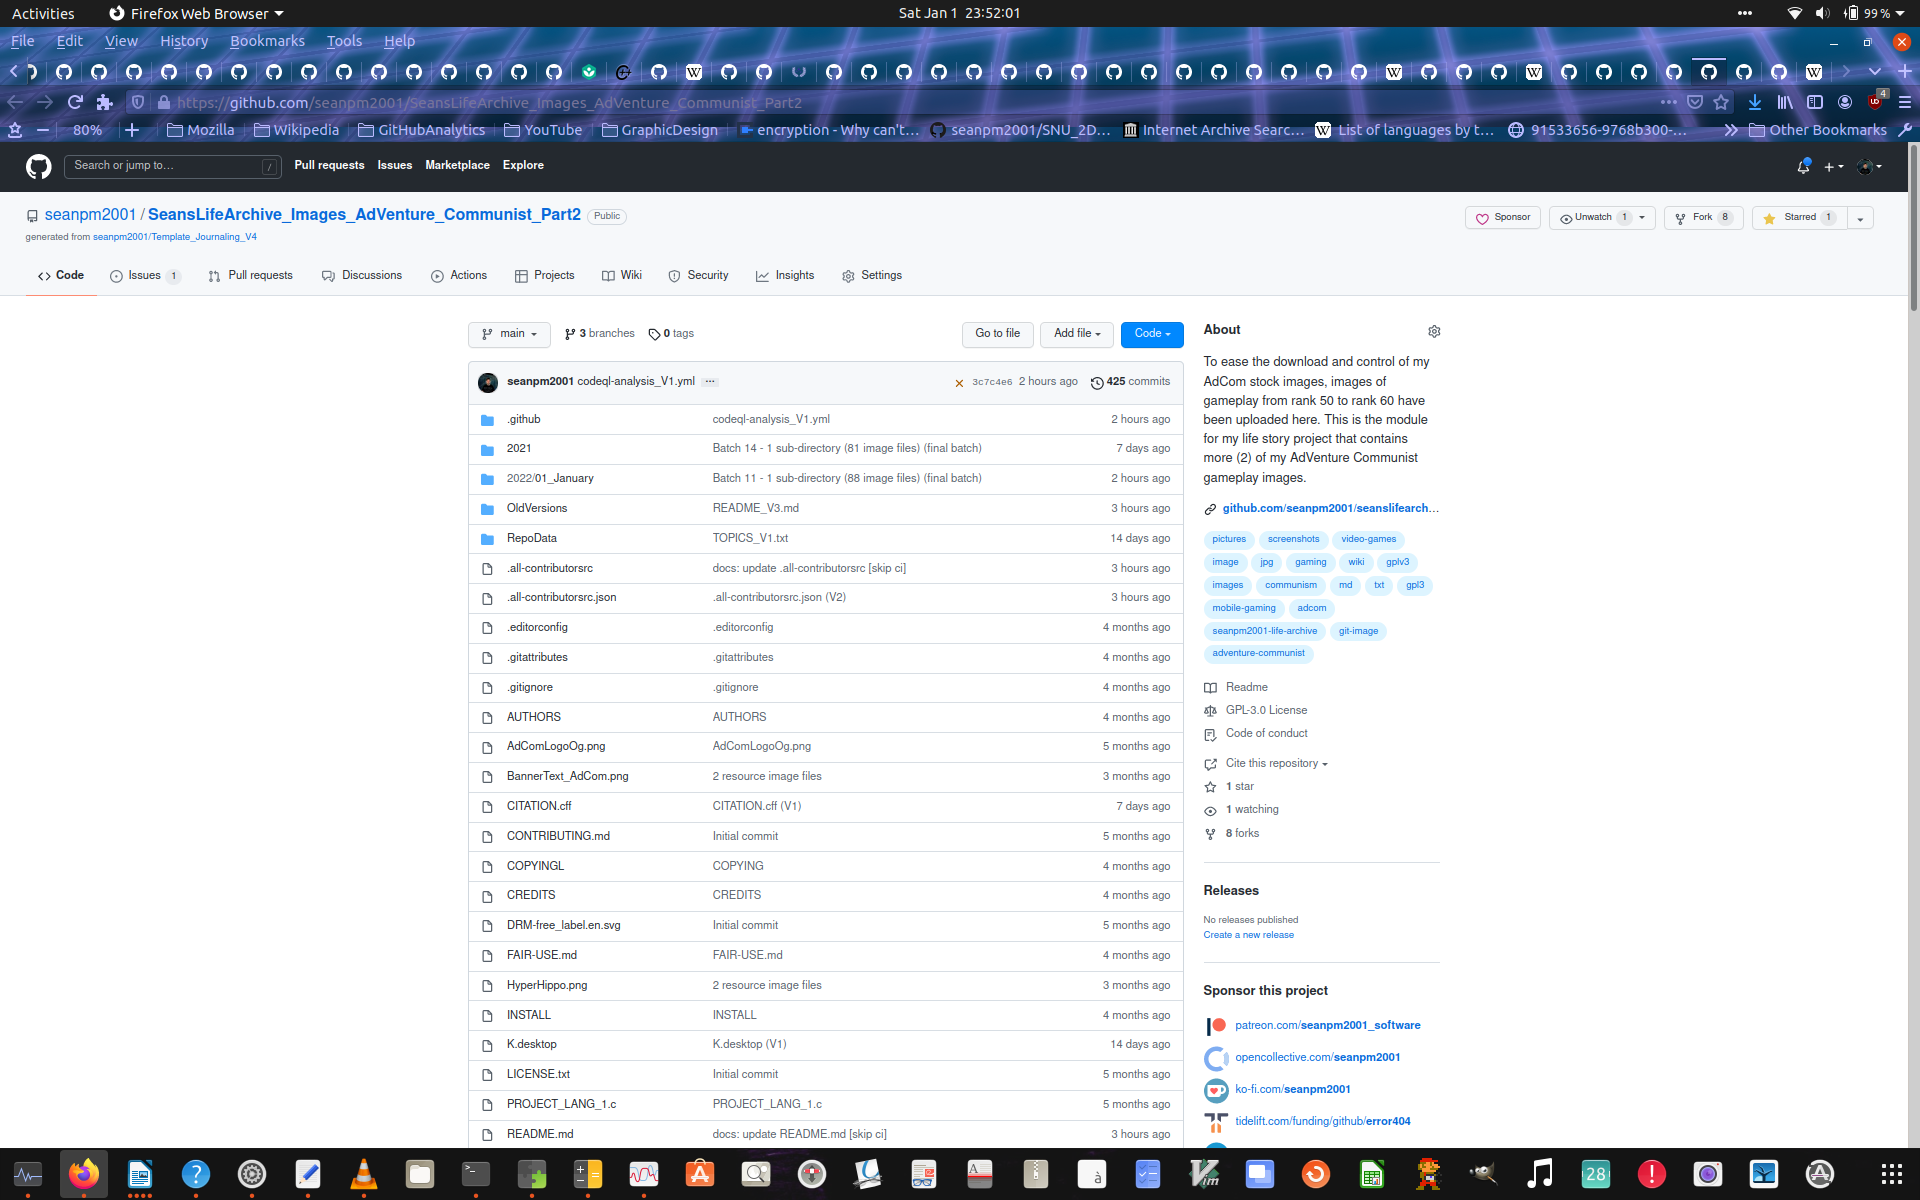 Activities Firefox Web Browser Sat Jan 1 23:52:01 99 %
File Edit View History Bookmarks Tools Help
https://github.com/seanpm2001/SeansLifeArchive_Images_AdVenture_Communist_Part2 4
80% Mozilla Wikipedia GitHubAnalytics YouTube GraphicDesign encryption - Why can't… seanpm2001/SNU_2D… Internet Archive Searc… List of languages by t… 91533656-9768b300-… Other Bookmarks
Search or jump to… / Pull requests Issues Marketplace Explore
seanpm2001 / SeansLifeArchive_Images_AdVenture_Communist_Part2 Public Sponsor Unwatch 1 Fork 8 Starred 1
generated from seanpm2001/Template_Journaling_V4
Code Issues 1 Pull requests Discussions Actions Projects Wiki Security Insights Settings
main 3 branches 0 tags Go to file Add file Code
seanpm2001 codeql-analysis_V1.yml ... 3c7c4e6 2 hours ago 425 commits
.github codeql-analysis_V1.yml 2 hours ago
2021 Batch 14 - 1 sub-directory (81 image files) (final batch) 7 days ago
2022/01_January Batch 11 - 1 sub-directory (88 image files) (final batch) 2 hours ago
OldVersions README_V3.md 3 hours ago
RepoData TOPICS_V1.txt 14 days ago
.all-contributorsrc docs: update .all-contributorsrc [skip ci] 3 hours ago
.all-contributorsrc.json .all-contributorsrc.json (V2) 3 hours ago
.editorconfig .editorconfig 4 months ago
.gitattributes .gitattributes 4 months ago
.gitignore .gitignore 4 months ago
AUTHORS AUTHORS 4 months ago
AdComLogoOg.png AdComLogoOg.png 5 months ago
BannerText_AdCom.png 2 resource image files 3 months ago
CITATION.cff CITATION.cff (V1) 7 days ago
CONTRIBUTING.md Initial commit 5 months ago
COPYINGL COPYING 4 months ago
CREDITS CREDITS 4 months ago
DRM-free_label.en.svg Initial commit 5 months ago
FAIR-USE.md FAIR-USE.md 4 months ago
HyperHippo.png 2 resource image files 3 months ago
INSTALL INSTALL 4 months ago
K.desktop K.desktop (V1) 14 days ago
LICENSE.txt Initial commit 5 months ago
PROJECT_LANG_1.c PROJECT_LANG_1.c 5 months ago
README.md docs: update README.md [skip ci] 3 hours ago
About
To ease the download and control of my
AdCom stock images, images of
gameplay from rank 50 to rank 60 have
been uploaded here. This is the module
for my life story project that contains
more (2) of my AdVenture Communist
gameplay images.
github.com/seanpm2001/seanslifearch…
pictures screenshots video-games
image jpg gaming wiki gplv3
images communism md txt gpl3
mobile-gaming adcom
seanpm2001-life-archive git-image
adventure-communist
Readme
GPL-3.0 License
Code of conduct
Cite this repository
1 star
1 watching
8 forks
Releases
No releases published
Create a new release
Sponsor this project
patreon.com/seanpm2001_software
opencollective.com/seanpm2001
ko-fi.com/seanpm2001
tidelift.com/funding/github/error404
28